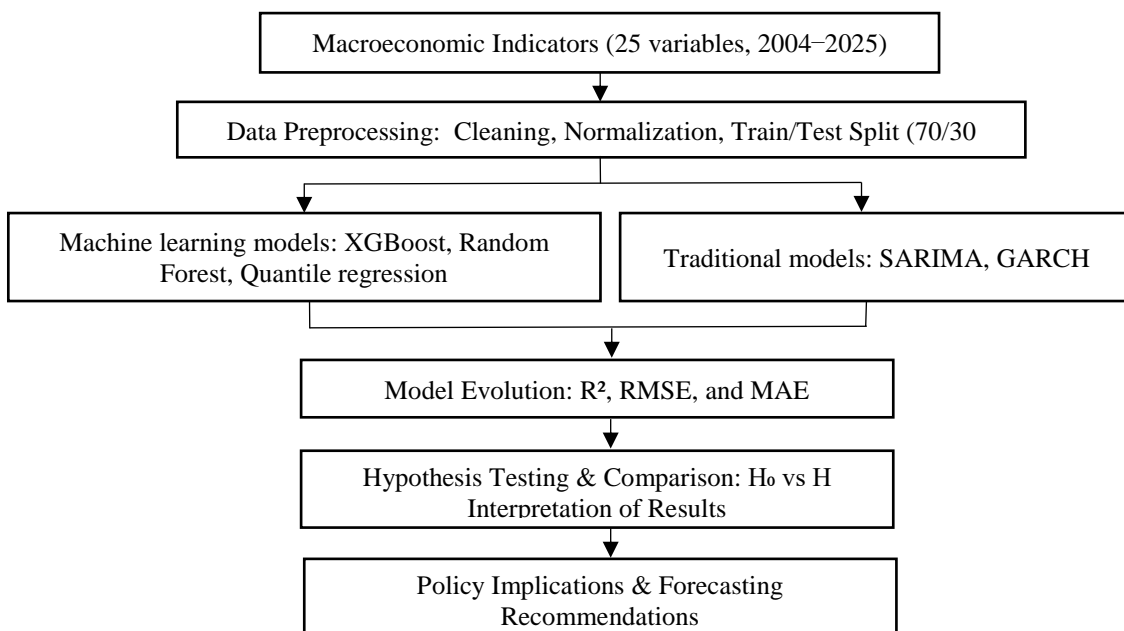 Macroeconomic Indicators (25 variables, 2004–2025)
Data Preprocessing:  Cleaning, Normalization, Train/Test Split (70/30
Machine learning models: XGBoost, Random
Forest, Quantile regression
Traditional models: SARIMA, GARCH
Model Evolution: R², RMSE, and MAE
Hypothesis Testing & Comparison: H₀ vs H
Interpretation of Results
Policy Implications & Forecasting
Recommendations